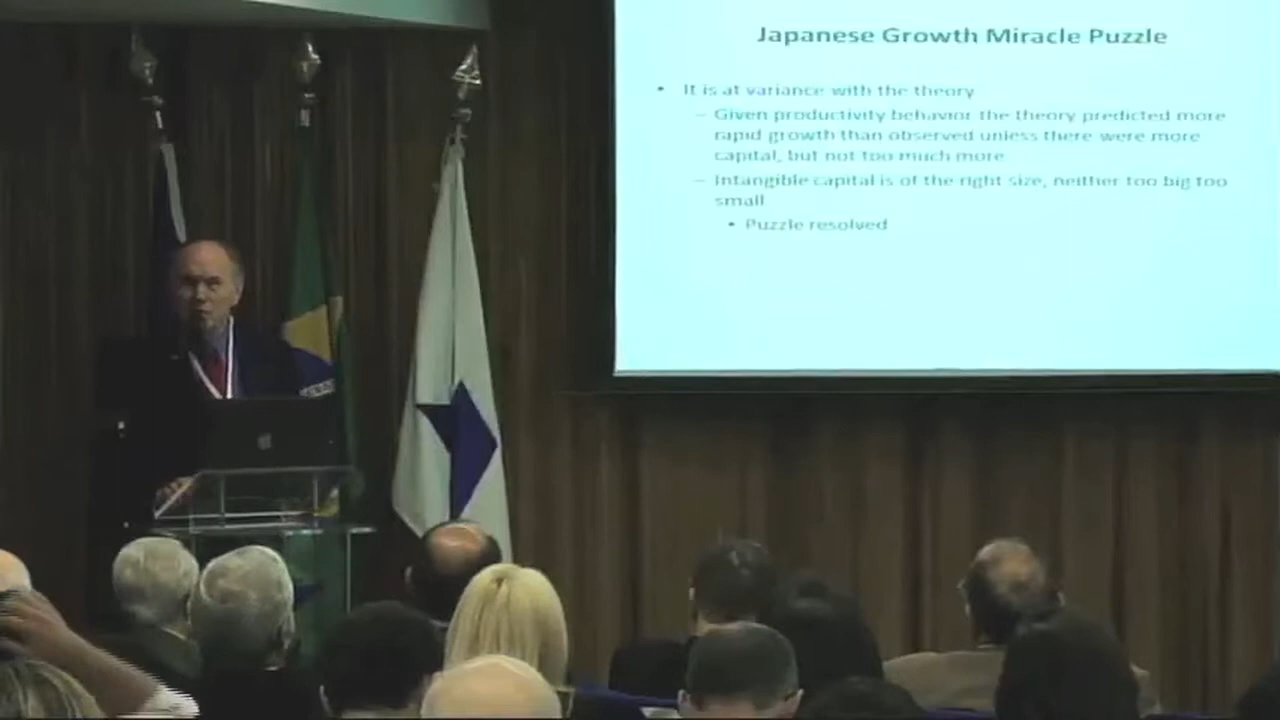 Japanese Growth Miracle Puzzle
• It is at variance with the theory
– Given productivity behavior the theory predicted more
rapid growth than observed unless there were more
capital, but not too much more
– Intangible capital is of the right size, neither too big too
small
• Puzzle resolved